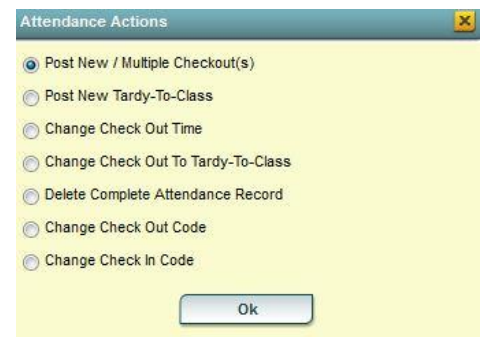 Attendance Actions
Post New / Multiple Checkout(s)
Post New Tardy-To-Class
Change Check Out Time
Change Check Out To Tardy-To-Class
Delete Complete Attendance Record
Change Check Out Code
Change Check In Code
Ok